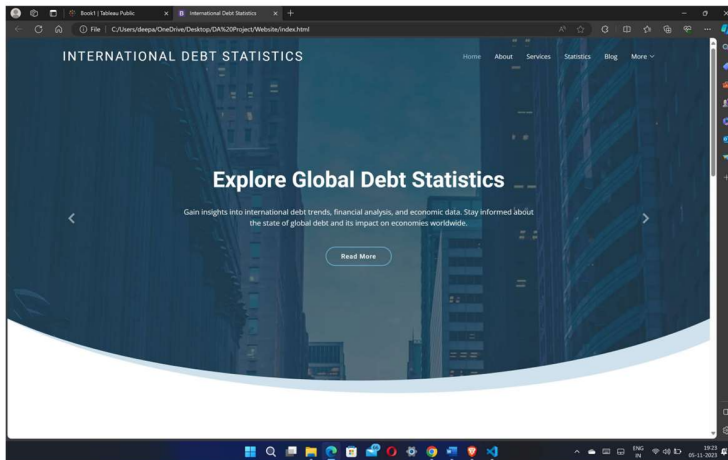 Book1 | Tableau Public
B International Debt Statistics
File C:/Users/deepa/OneDrive/Desktop/DA%20Project/Website/index.html
INTERNATIONAL DEBT STATISTICS
Home About Services Statistics Blog More
Explore Global Debt Statistics
Gain insights into international debt trends, financial analysis, and economic data. Stay informed about
the state of global debt and its impact on economies worldwide.
Read More
ENG
IN
19:23
05-11-2023